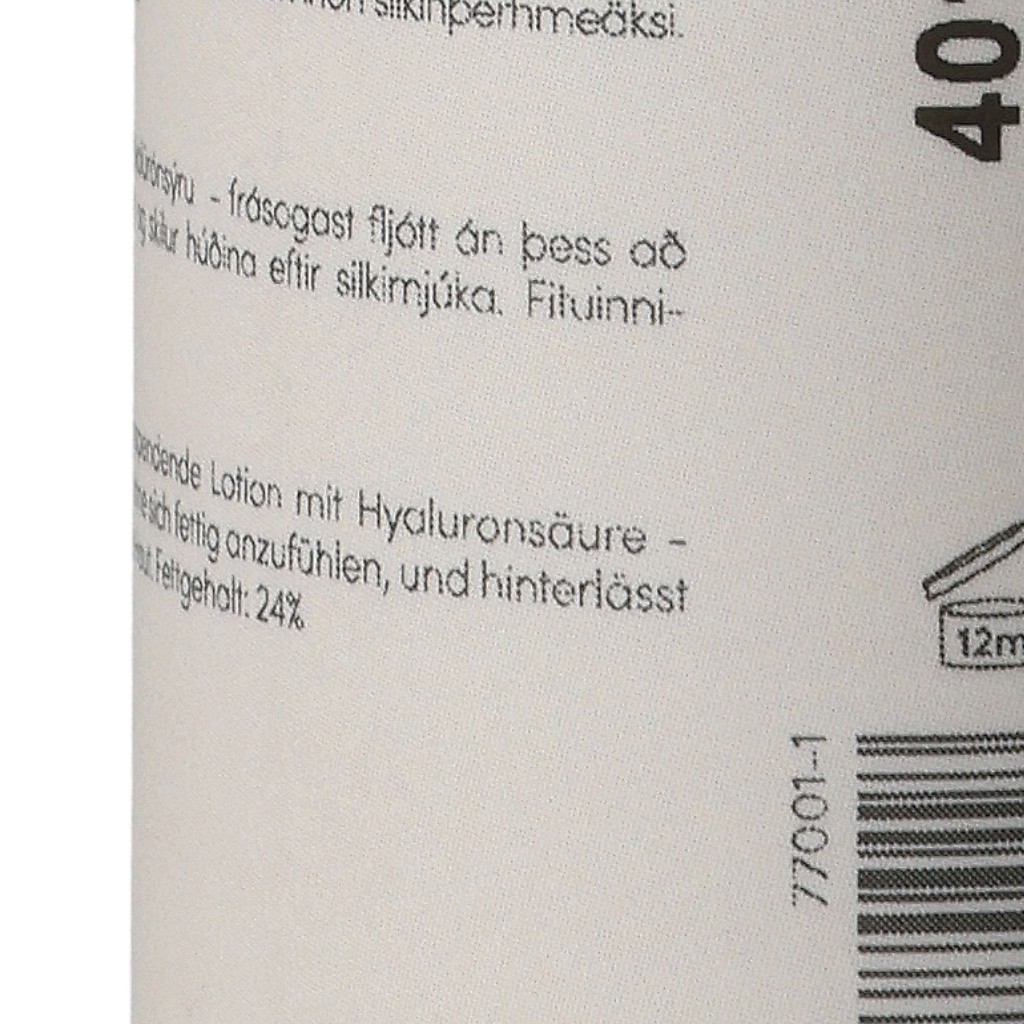 silkinpehmeäksi.
- frásogast fljótt án þess að
húðina eftir silkimjúka. Fituinni-
Lotion mit Hyaluronsäure -
sich fettig anzufühlen, und hinterlässt
Fettgehalt: 24%
40
12m
77001-1